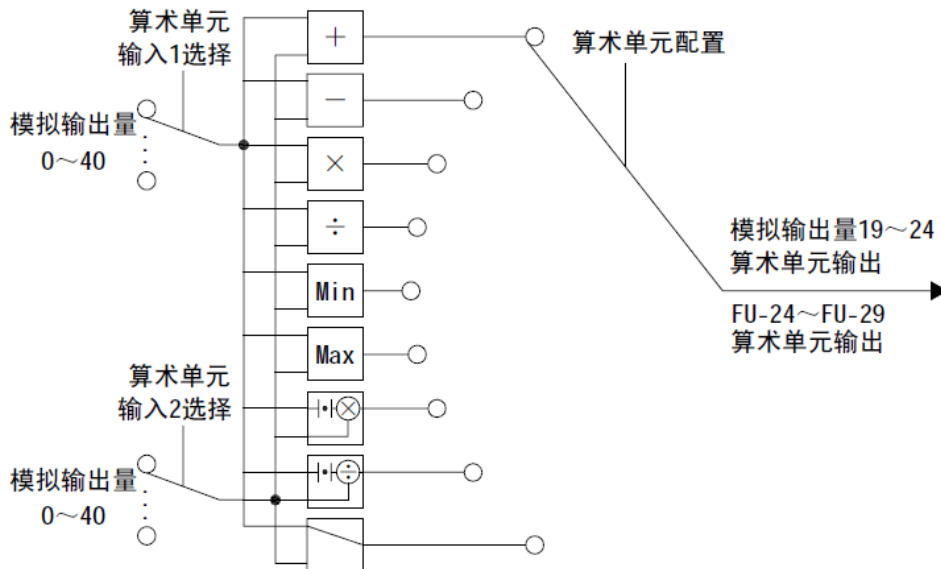 算术单元
输入1选择
模拟输出量
0～40
+
−
×
÷
Min
Max
|•| ×
|•| ÷
算术单元配置
模拟输出量19～24
算术单元输出
FU-24～FU-29
算术单元输出
算术单元
输入2选择
模拟输出量
0～40